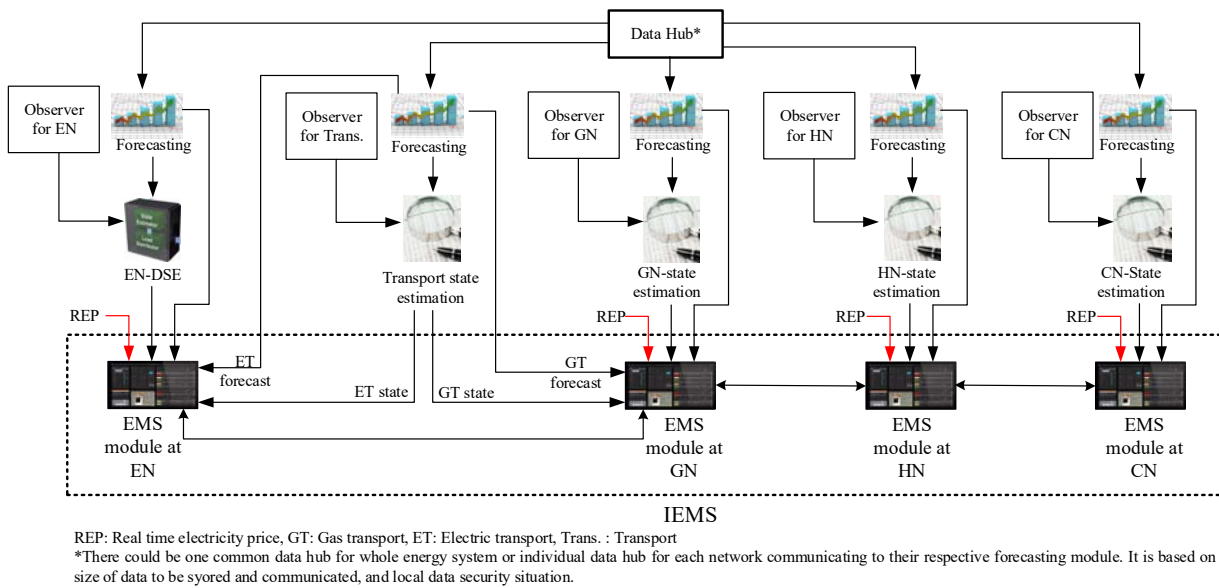 Data Hub*
Observer
for EN
Forecasting
Observer
for Trans.
Forecasting
Observer
for GN
Forecasting
Observer
for HN
Forecasting
Observer
for CN
Forecasting
State
Estimator
Load
EN-DSE
Transport state
estimation
GN-state
estimation
HN-state
estimation
CN-State
estimation
REP
REP
REP
REP
ET
forecast
ET state
GT state
GT
forecast
EMS
module at
EN
EMS
module at
GN
EMS
module at
HN
EMS
module at
CN
IEMS
REP: Real time electricity price, GT: Gas transport, ET: Electric transport, Trans. : Transport
*There could be one common data hub for whole energy system or individual data hub for each network communicating to their respective forecasting module. It is based on
size of data to be syored and communicated, and local data security situation.